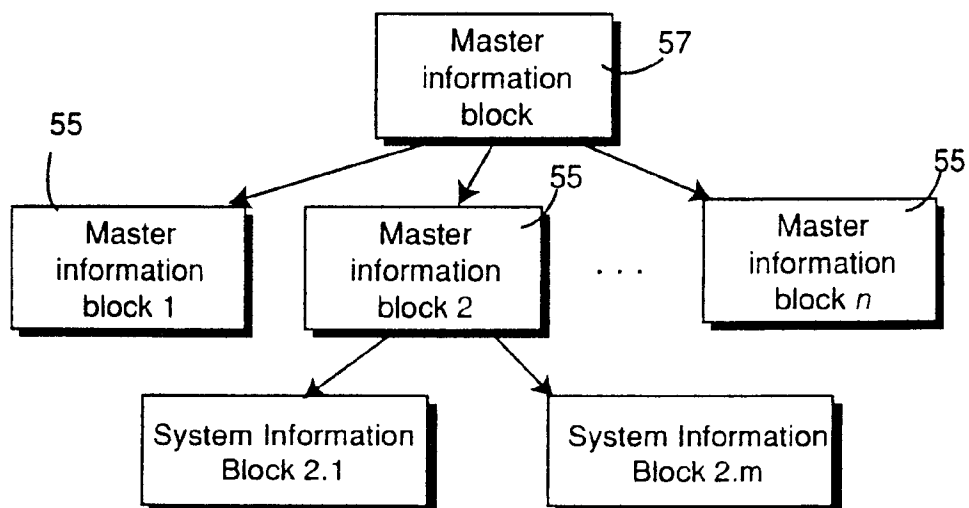 Master
information
block
57
55
Master
information
block 1
55
Master
information
block 2
. . .
55
Master
information
block n
System Information
Block 2.1
System Information
Block 2.m